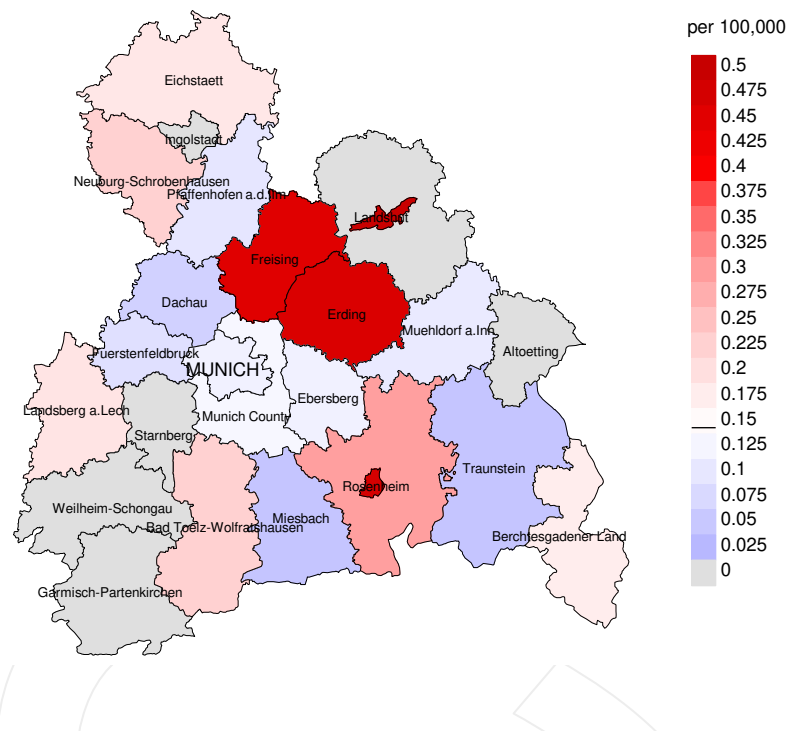 per 100,000
0.5
0.475
0.45
0.425
0.4
0.375
0.35
0.325
0.3
0.275
0.25
0.225
0.2
0.175
0.15
0.125
0.1
0.075
0.05
0.025
0
Eichstaett
Ingolstadt
Neuburg-Schrobenhausen
Pfaffenhofen a.d.Ilm
Landshut
Freising
Dachau
Erding
Muehldorf a.Inn
Altoetting
Fuerstenfeldbruck
MUNICH
Ebersberg
Landsberg a.Lech
Munich County
Starnberg
Traunstein
Rosenheim
Weilheim-Schongau
Miesbach
Bad Toelz-Wolfratshausen
Berchtesgadener Land
Garmisch-Partenkirchen